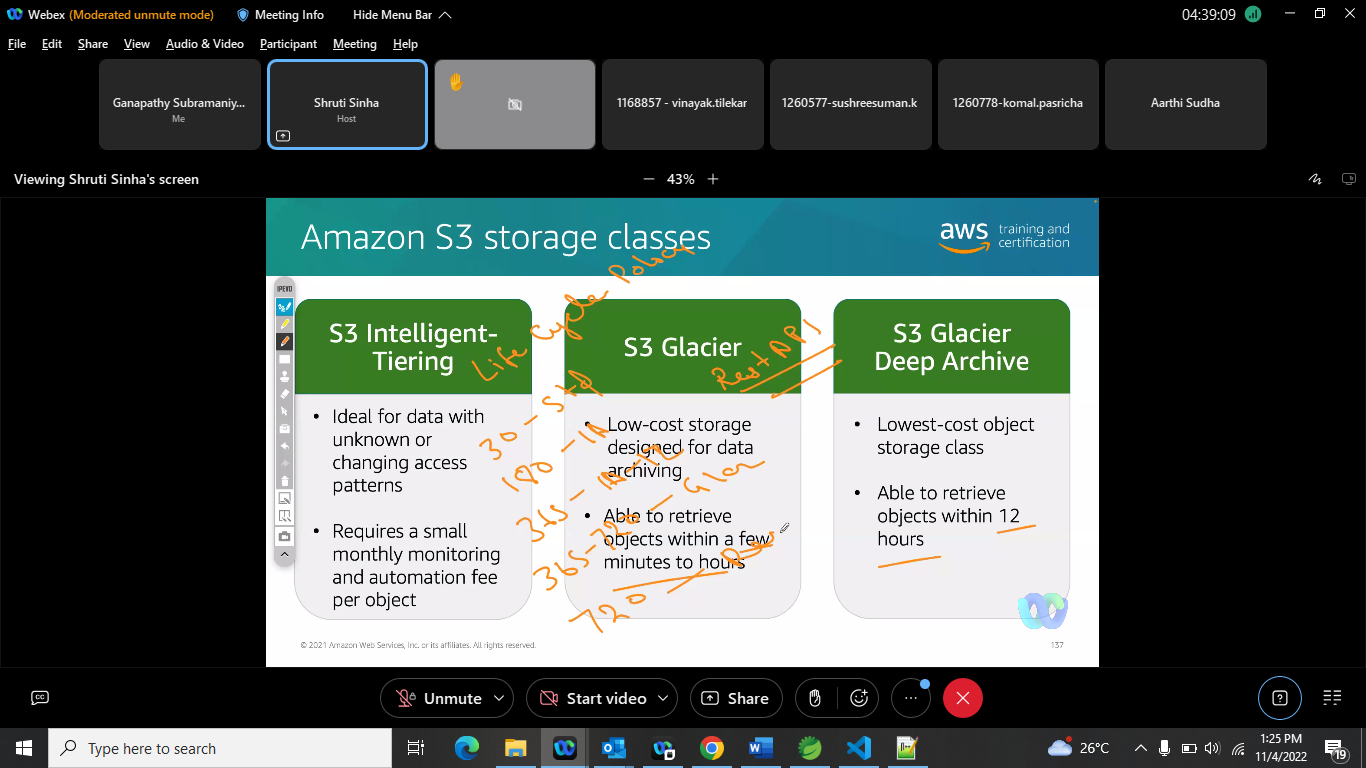 Webex (Moderated unmute mode) Meeting Info Hide Menu Bar 04:39:09
File Edit Share View Audio & Video Participant Meeting Help
Ganapathy Subramaniy...
Me
Shruti Sinha
Host
1168857 - vinayak.tilekar
1260577-sushreesuman.k
1260778-komal.pasricha
Aarthi Sudha
Viewing Shruti Sinha's screen
43%
Amazon S3 storage classes
aws training and
certification
IPEVO
S3 Intelligent-
Tiering
• Ideal for data with
unknown or
changing access
patterns
• Requires a small
monthly monitoring
and automation fee
per object
S3 Glacier
• Low-cost storage
designed for data
archiving
• Able to retrieve
objects within a few
minutes to hours
S3 Glacier
Deep Archive
• Lowest-cost object
storage class
• Able to retrieve
objects within 12
hours
Life Cycle
Rest API
30 - Std
180 - IA
365 - 720 - Glac
720
© 2021 Amazon Web Services, Inc. or its affiliates. All rights reserved.
137
CC
Unmute Start video Share
Type here to search
26°C
1:25 PM
11/4/2022
19